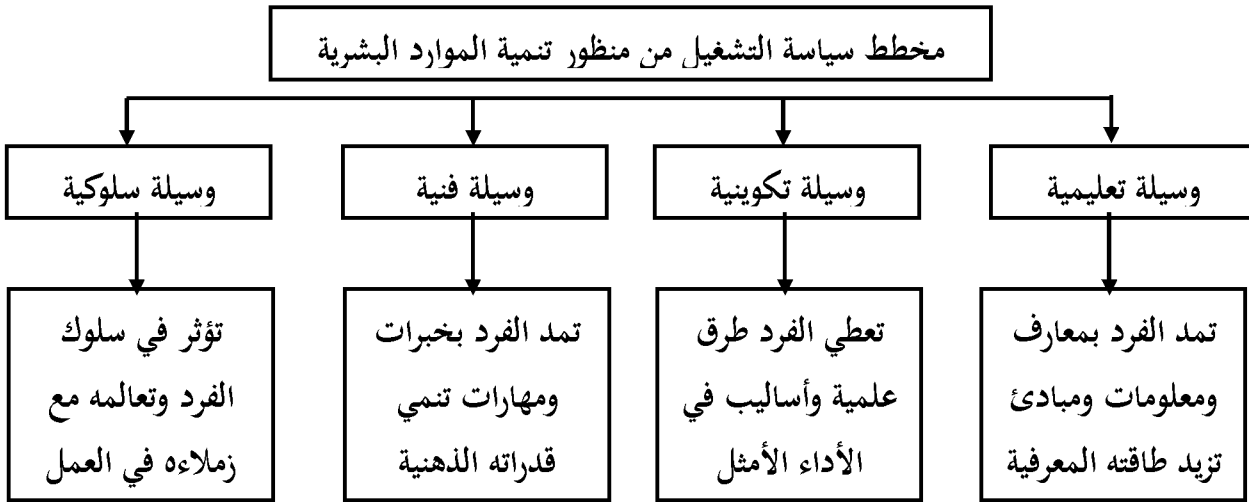 مخطط سياسة التشغيل من منظور تنمية الموارد البشرية
وسيلة تعليمية
وسيلة تكوينية
وسيلة فنية
وسيلة سلوكية
تمد الفرد بمعارف
ومعلومات ومبادئ
تزيد طاقته المعرفية
تعطي الفرد طرق
علمية وأساليب في
الأداء الأمثل
تمد الفرد بخبرات
ومهارات تنمي
قدراته الذهنية
تؤثر في سلوك
الفرد وتعالمه مع
زملاءه في العمل